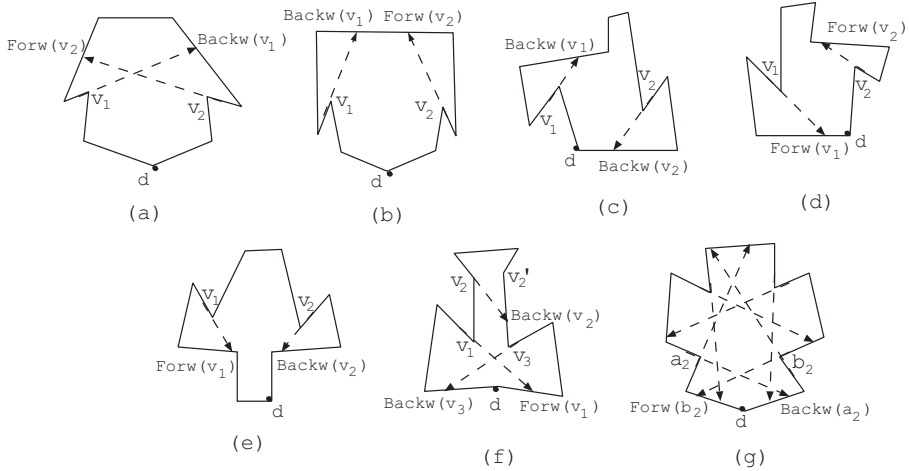 Backw(v1) Forw(v2)
Forw(v2) Backw(v1)
v1 v2
d
(a)
v1 v2
d
(b)
Backw(v1)
v1 v2
d
Backw(v2)
(c)
Forw(v2)
v1
v2
Forw(v1) d
(d)
v1 v2
Forw(v1) Backw(v2)
d
(e)
v2 v2'
Backw(v2)
v1 v3
Backw(v3) d Forw(v1)
(f)
a2 b2
Forw(b2) d Backw(a2)
(g)